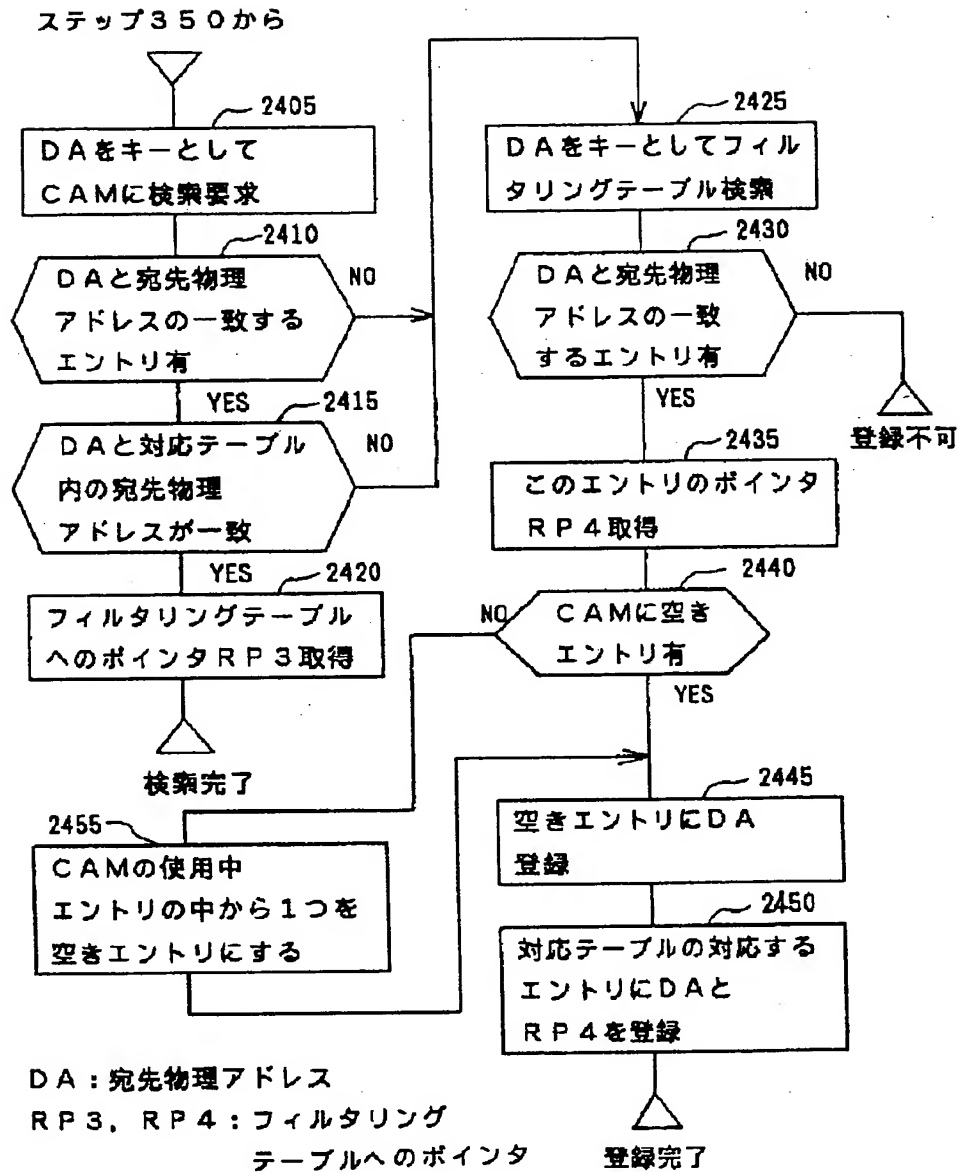 ステップ350から
2405
DAをキーとして
CAMに検索要求
2410
DAと宛先物理
アドレスの一致する
エントリ有
NO
YES
2415
DAと対応テーブル
内の宛先物理
アドレスが一致
NO
YES
2420
フィルタリングテーブル
へのポインタRP3取得
検索完了
2425
DAをキーとしてフィル
タリングテーブル検索
2430
DAと宛先物理
アドレスの一致
するエントリ有
NO
登録不可
YES
2435
このエントリのポインタ
RP4取得
2440
CAMに空き
エントリ有
NO
YES
2455
CAMの使用中
エントリの中から1つを
空きエントリにする
2445
空きエントリにDA
登録
2450
対応テーブルの対応する
エントリにDAと
RP4を登録
登録完了
DA:宛先物理アドレス
RP3,RP4:フィルタリング
テーブルへのポインタ